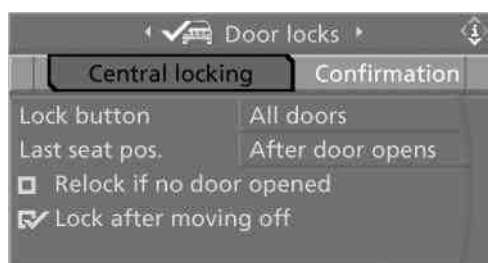 Door locks
Central locking Confirmation
Lock button All doors
Last seat pos. After door opens
Relock if no door opened
Lock after moving off